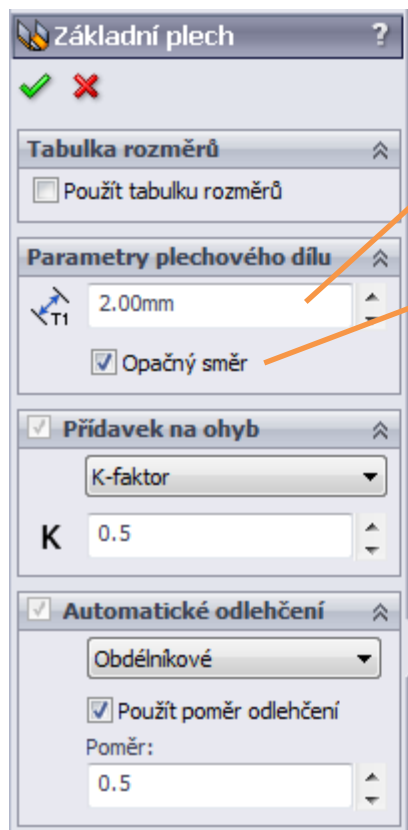 Základní plech ?
Tabulka rozměrů
Použít tabulku rozměrů
Parametry plechového dílu
T1 2.00mm
Opačný směr
Přídavek na ohyb
K-faktor
K 0.5
Automatické odlehčení
Obdélníkové
Použít poměr odlehčení
Poměr:
0.5